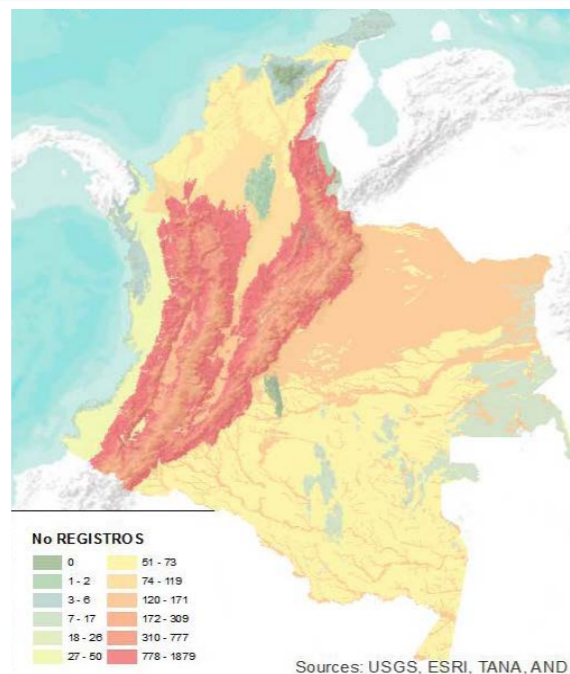 No REGISTROS
0
1 - 2
3 - 6
7 - 17
18 - 26
27 - 50
51 - 73
74 - 119
120 - 171
172 - 309
310 - 777
778 - 1879
Sources: USGS, ESRI, TANA, AND